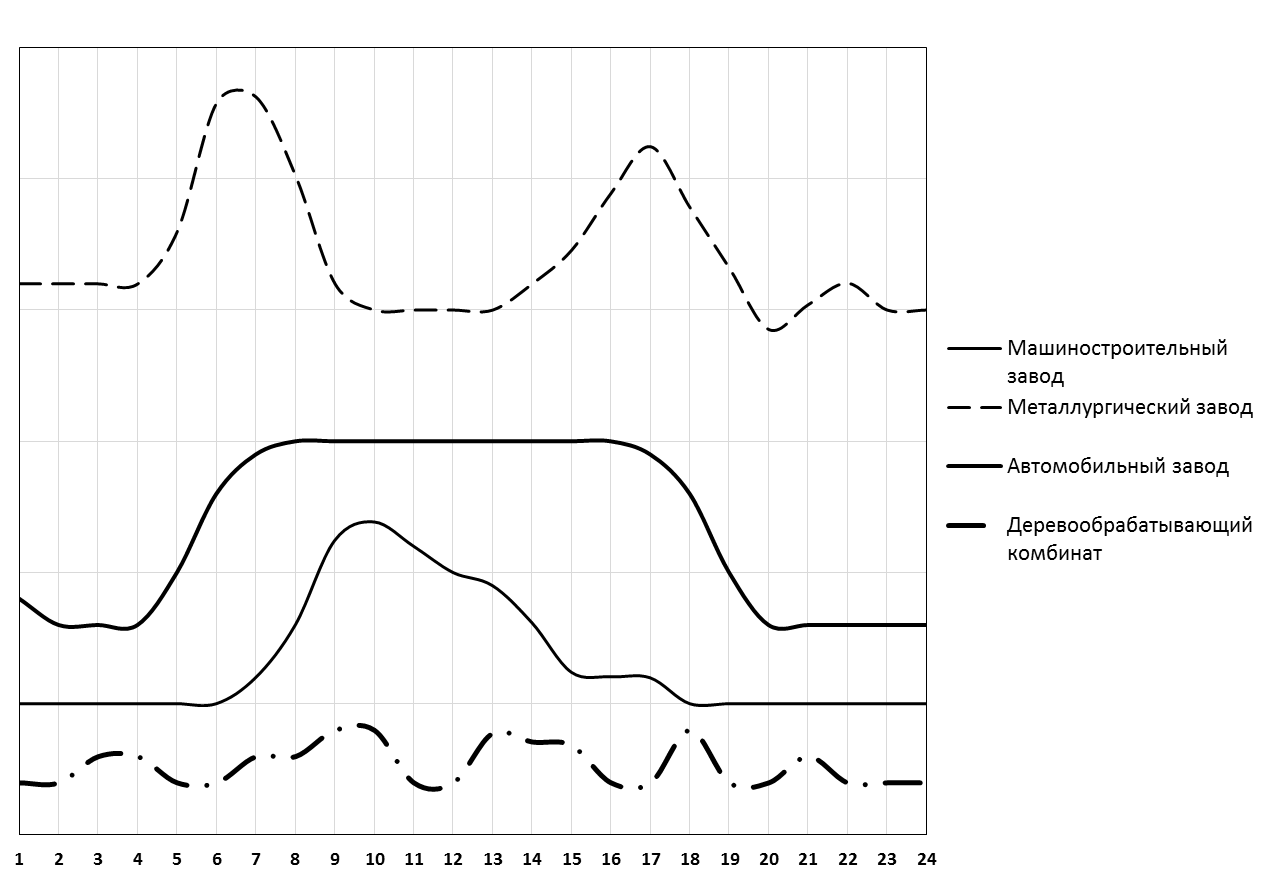 Машиностроительный
завод
Металлургический завод
Автомобильный завод
Деревообрабатывающий
комбинат
1 2 3 4 5 6 7 8 9 10 11 12 13 14 15 16 17 18 19 20 21 22 23 24